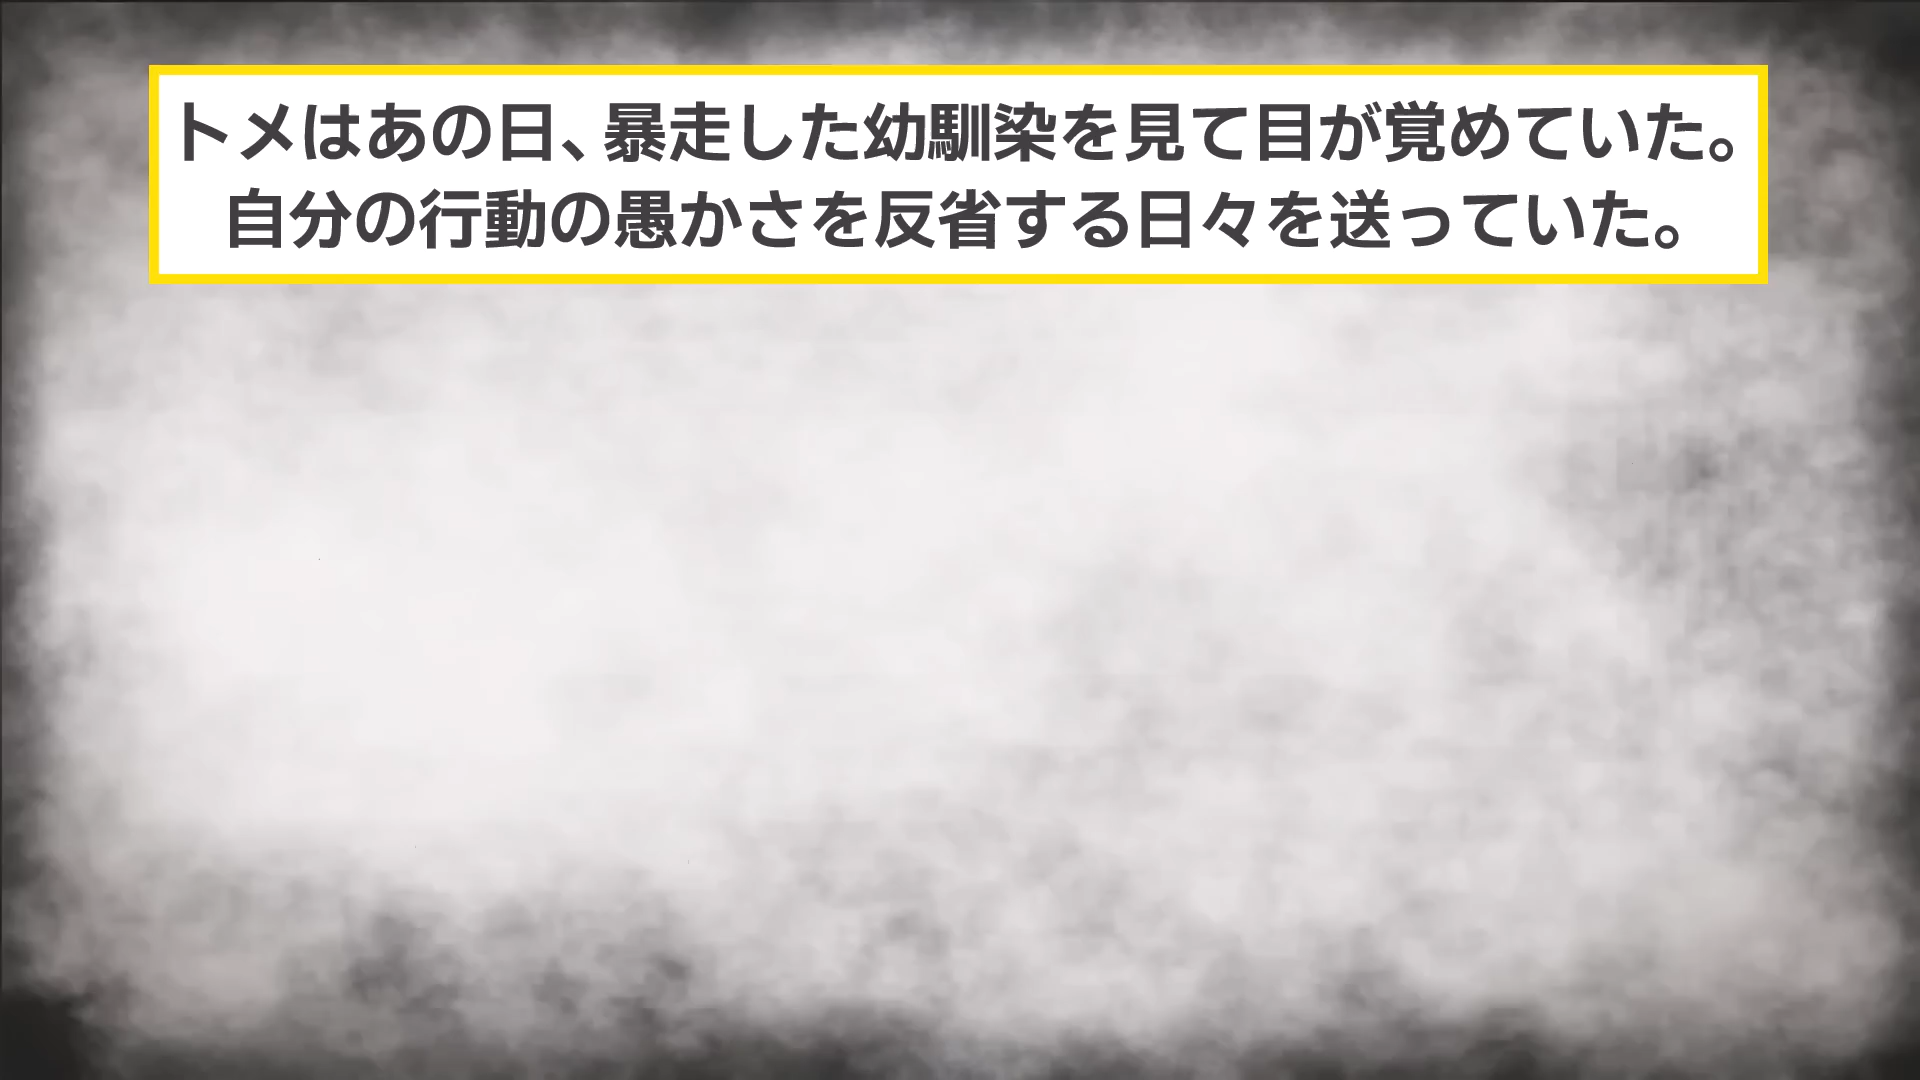 トメはあの日、暴走した幼馴染を見て目が覚めていた。
自分の行動の愚かさを反省する日々を送っていた。